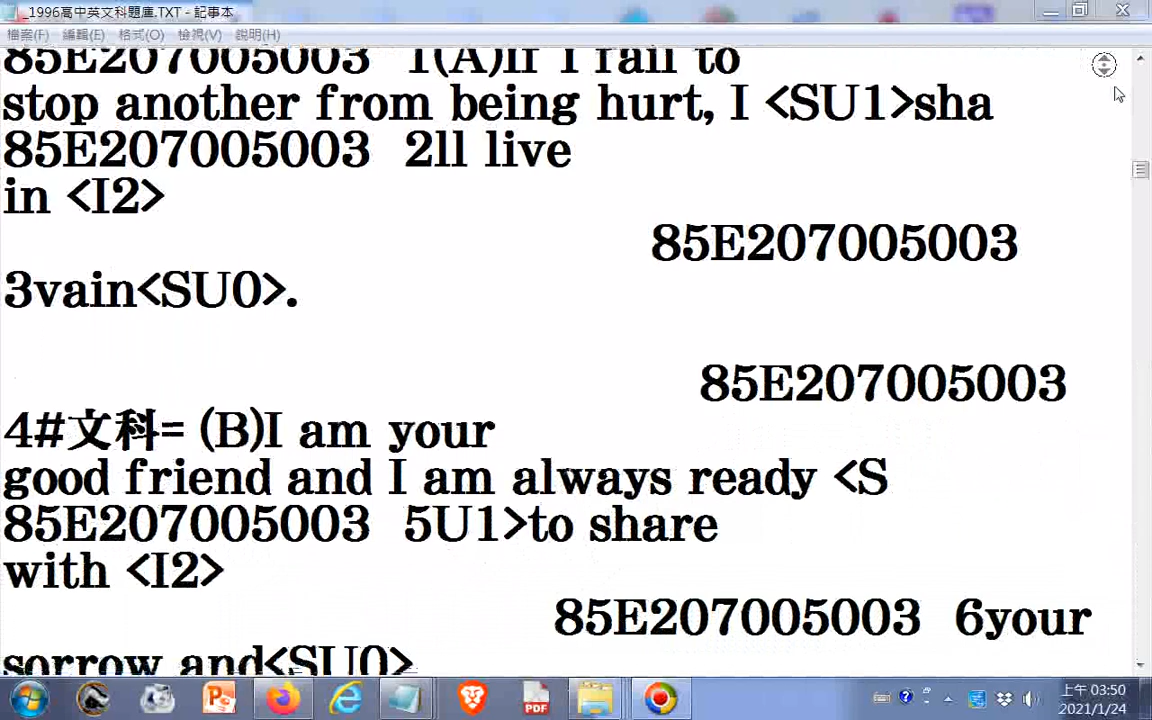 _1996高中英文科題庫.TXT - 記事本
檔案(F) 編輯(E) 格式(O) 檢視(V) 說明(H)
85E207005003 1(A)If I fail to
stop another from being hurt, I <SU1>sha
85E207005003 2ll live
in <I2>
85E207005003
3vain<SU0>.
85E207005003
4#文科= (B)I am your
good friend and I am always ready <S
85E207005003 5U1>to share
with <I2>
85E207005003 6your
sorrow and<SU0>
PDF
上午 03:50
2021/1/24